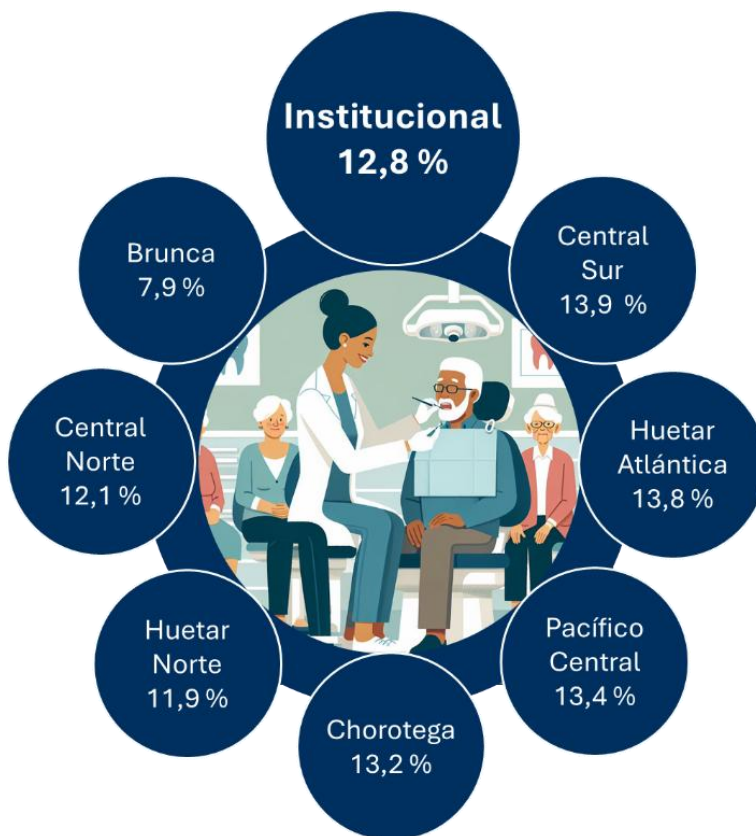 Institucional
12,8 %
Central
Sur
13,9 %
Huetar
Atlántica
13,8 %
Pacífico
Central
13,4 %
Chorotega
13,2 %
Huetar
Norte
11,9 %
Central
Norte
12,1 %
Brunca
7,9 %